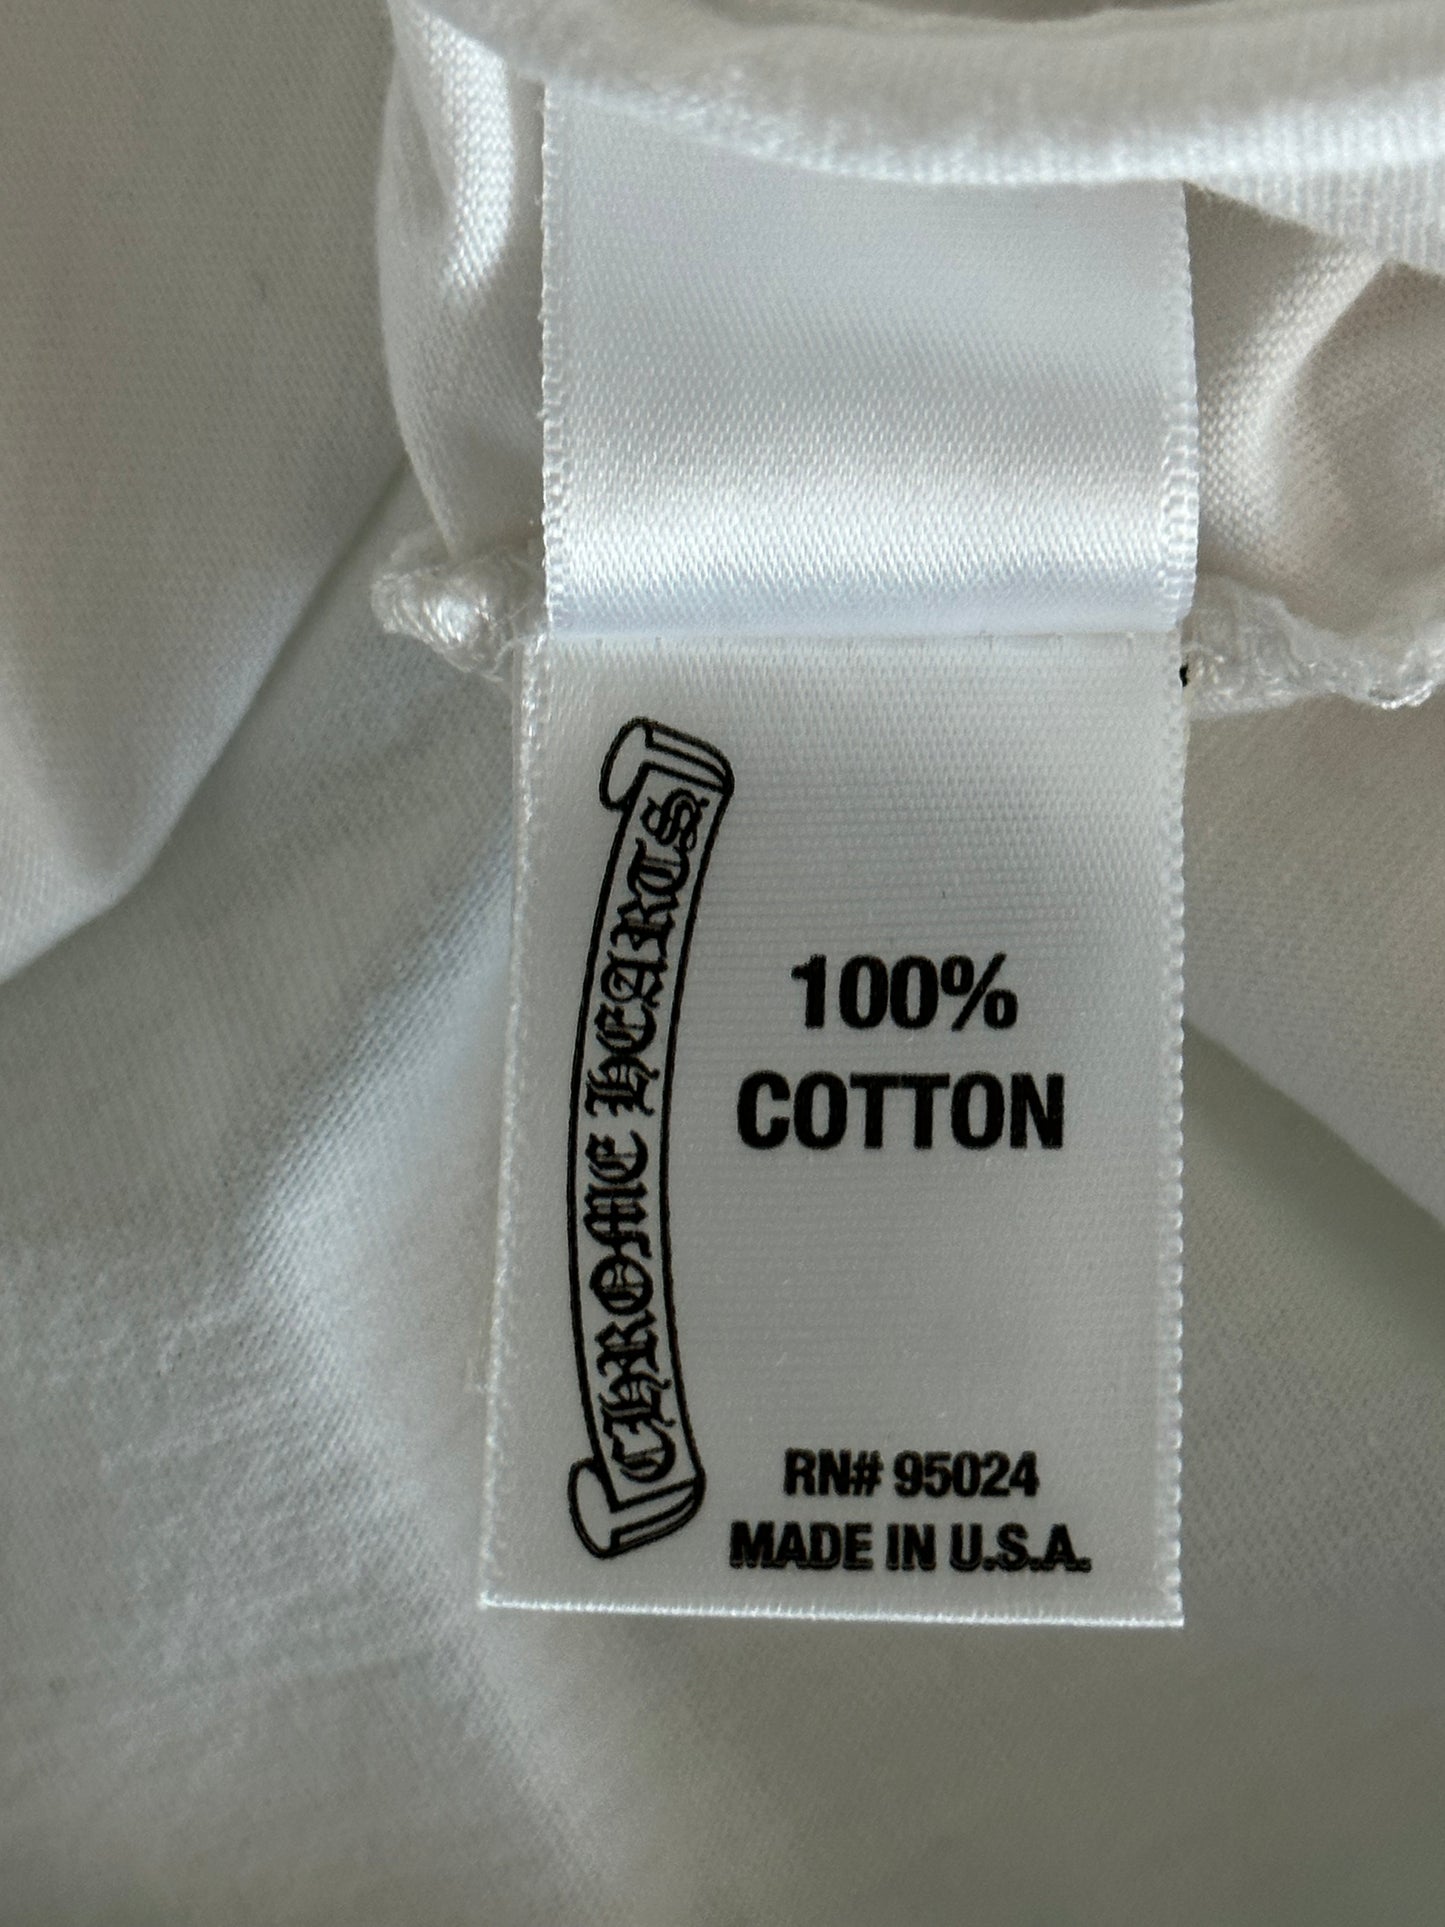 CHROME HEARTS
100%
COTTON
RN# 95024
MADE IN U.S.A.